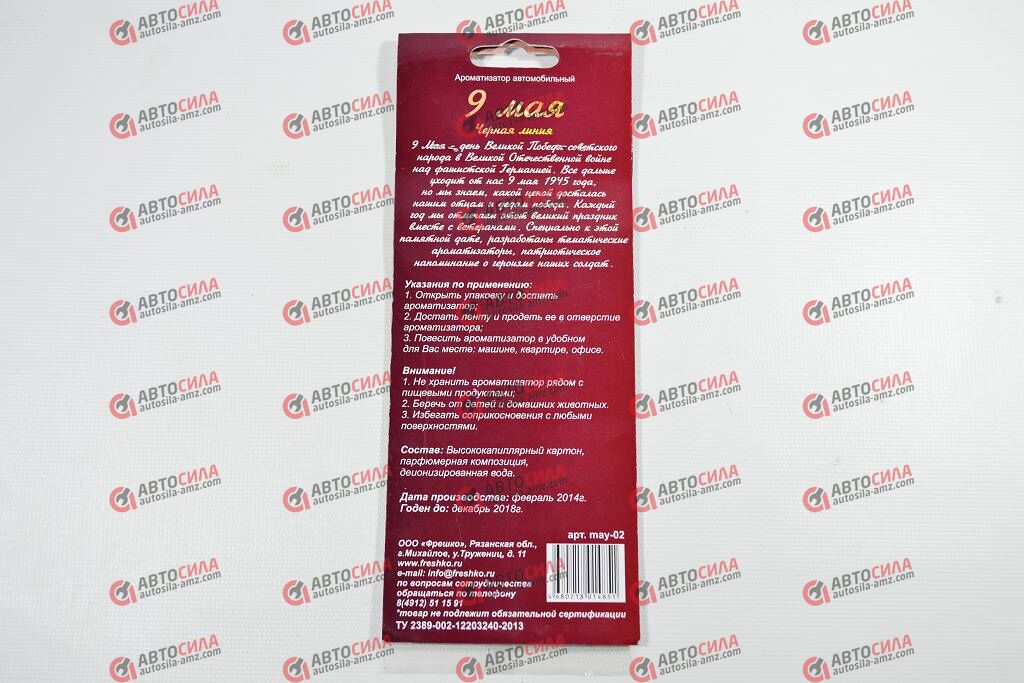 Ароматизатор автомобильный
9 мая
Черная линия
9 Мая - день Великой Победы советского
народа в Великой Отечественной войне
над фашистской Германией. Все дальше
уходит от нас 9 мая 1945 года,
но мы знаем, какой ценой досталась
нашим отцам и дедам победа. Каждый
год мы отмечаем этот великий праздник
вместе с ветеранами. Специально к этой
памятной дате, разработаны тематические
ароматизаторы, патриотическое
напоминание о героизме наших солдат.
Указания по применению:
1. Открыть упаковку и достать
ароматизатор;
2. Достать ленту и продеть ее в отверстие
ароматизатора;
3. Повесить ароматизатор в удобном
для Вас месте: машине, квартире, офисе.
Внимание!
1. Не хранить ароматизатор рядом с
пищевыми продуктами;
2. Беречь от детей и домашних животных.
3. Избегать соприкосновения с любыми
поверхностями.
Состав: Высококапиллярный картон,
парфюмерная композиция,
деионизированная вода.
Дата производства: февраль 2014г.
Годен до: декабрь 2018г.
арт. may-02
ООО «Фрешко», Рязанская обл.,
г.Михайлов, у.Тружениц, д. 11
www.freshko.ru
e-mail: info@freshko.ru
по вопросам сотрудничества
обращаться по телефону
8(4912) 51 15 91
4 680218 014851
*товар не подлежит обязательной сертификации
ТУ 2389-002-12203240-2013
АВТОСИЛА
autosila-amz.com